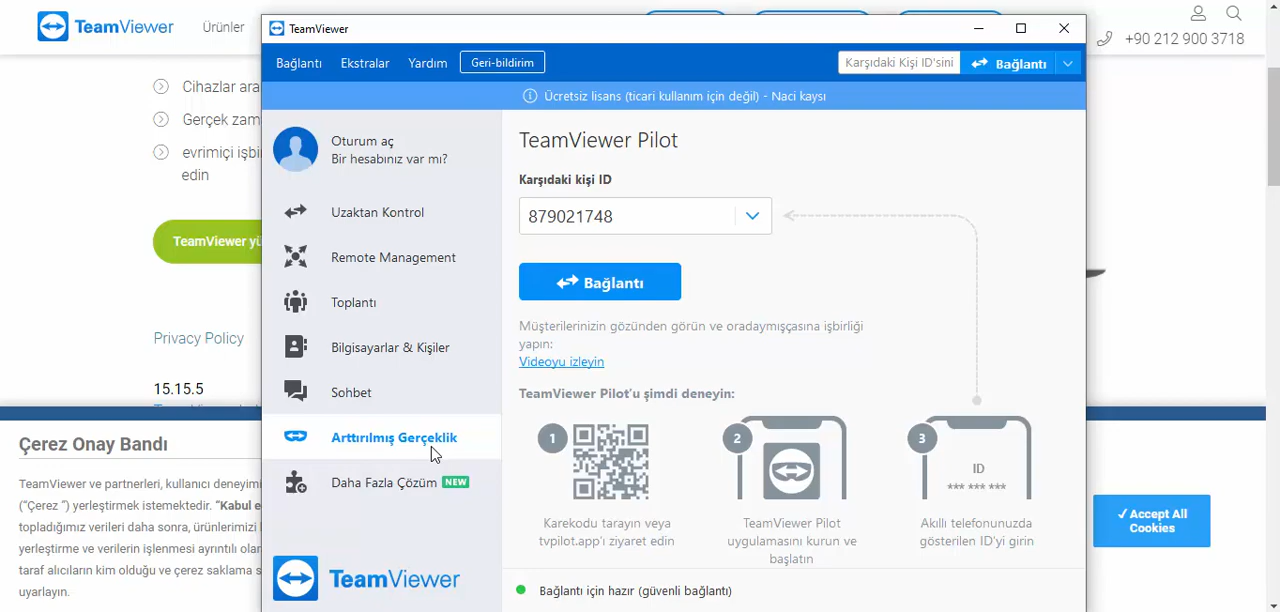 TeamViewer
Ürünler
+90 212 900 3718
Cihazlar ara
Gerçek zam
evrimiçi işbi
edin
TeamViewer yü
Privacy Policy
15.15.5
Çerez Onay Bandı
TeamViewer ve partnerleri, kullanıcı deneyimi
("Çerez ") yerleştirmek istemektedir. "Kabul e
topladığımız verileri daha sonra, ürünlerimizi
yerleştirme ve verilerin işlenmesi ayrıntılı ola
taraf alıcıların kim olduğu ve çerez saklama s
uyarlayın.
✓ Accept All
Cookies
TeamViewer
Bağlantı Ekstralar Yardım Geri-bildirim
Karşıdaki Kişi ID'sini
Bağlantı
Ücretsiz lisans (ticari kullanım için değil) - Naci kaysı
Oturum aç
Bir hesabınız var mı?
Uzaktan Kontrol
Remote Management
Toplantı
Bilgisayarlar & Kişiler
Sohbet
Arttırılmış Gerçeklik
Daha Fazla Çözüm NEW
TeamViewer
TeamViewer Pilot
Karşıdaki kişi ID
879021748
Bağlantı
Müşterilerinizin gözünden görün ve oradaymışçasına işbirliği
yapın:
Videoyu izleyin
TeamViewer Pilot'u şimdi deneyin:
1
Karekodu tarayın veya
tvpilot.app'i ziyaret edin
2
TeamViewer Pilot
uygulamasını kurun ve
başlatın
3
ID
*** *** ***
Akıllı telefonunuzda
gösterilen ID'yi girin
Bağlantı için hazır (güvenli bağlantı)